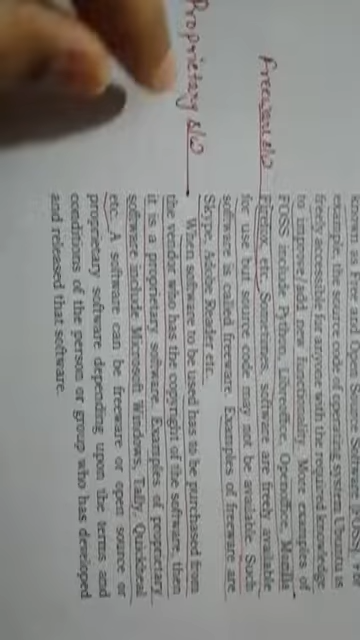 known as Free and Open Source Software (FOSS). For
example, the source code of operating system Ubuntu is
freely accessible for anyone with the required knowledge
to improve/add new functionality. More examples of
FOSS include Python, Libreoffice, Openoffice, Mozilla
Firefox, etc. Sometimes, software are freely available
for use but source code may not be available. Such
software is called freeware. Examples of freeware are
Skype, Adobe Reader, etc.
When software to be used has to be purchased from
the vendor who has the copyright of the software, then
it is a proprietary software. Examples of proprietary
software include Microsoft Windows, Tally, Quickheal
etc. A software can be freeware or open source or
proprietary software depending upon the terms and
conditions of the person or group who has developed
and released that software.
Freeware s/w
Proprietary s/w